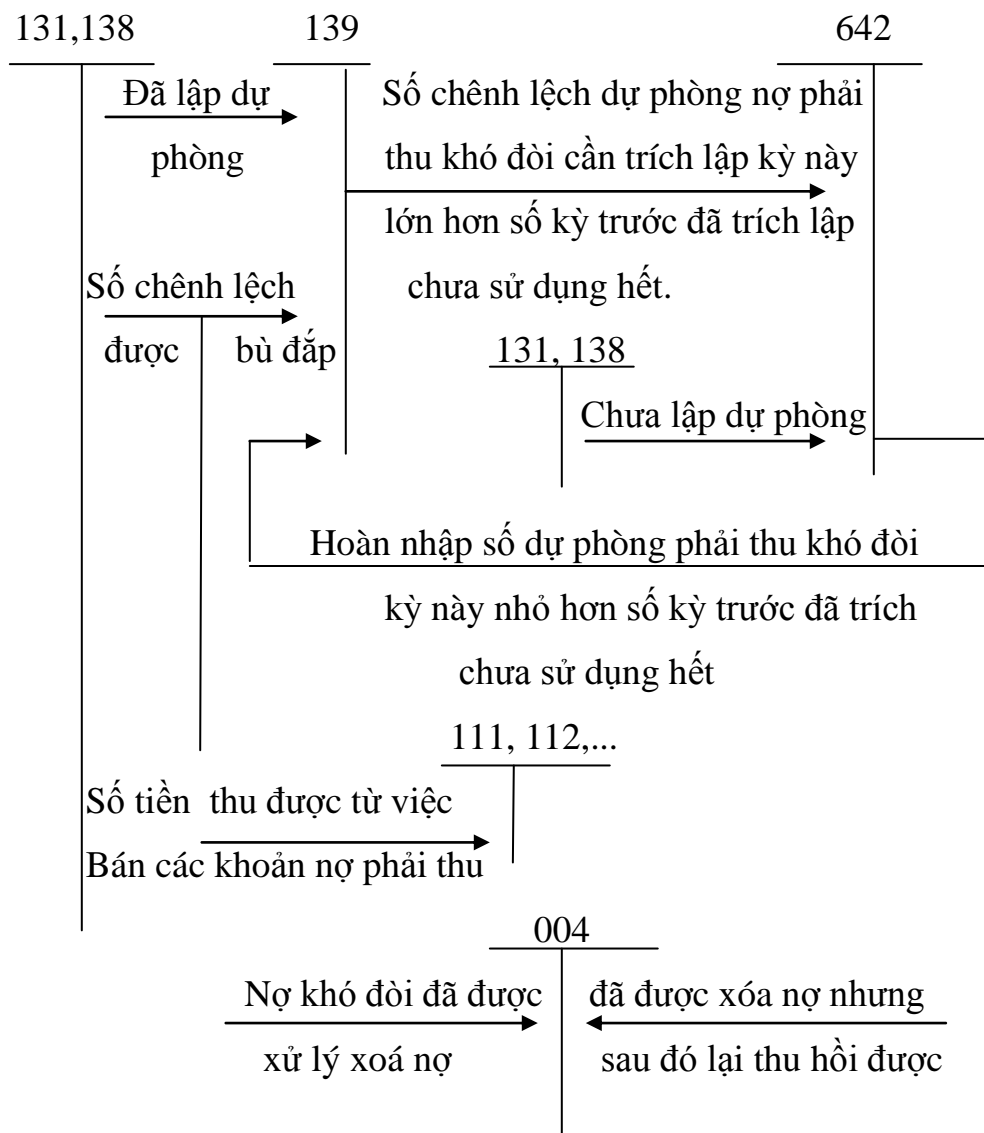 131,138
139
642
Đã lập dự
phòng
Số chênh lệch dự phòng nợ phải
thu khó đòi cần trích lập kỳ này
lớn hơn số kỳ trước đã trích lập
chưa sử dụng hết.
Số chênh lệch
được bù đắp
131, 138
Chưa lập dự phòng
Hoàn nhập số dự phòng phải thu khó đòi
kỳ này nhỏ hơn số kỳ trước đã trích
chưa sử dụng hết
111, 112,...
Số tiền thu được từ việc
Bán các khoản nợ phải thu
004
Nợ khó đòi đã được
xử lý xoá nợ
đã được xóa nợ nhưng
sau đó lại thu hồi được